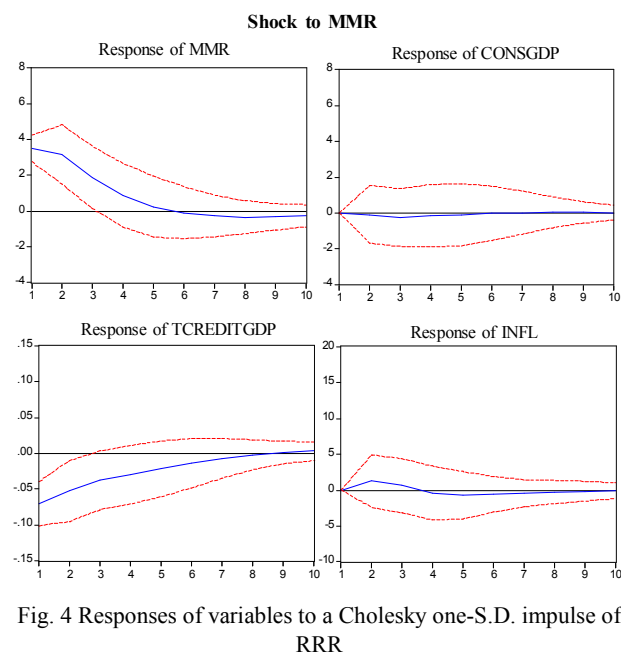 Shock to MMR
Response of MMR
8
6
4
2
0
-2
-4
1 2 3 4 5 6 7 8 9 10
Response of CONSGDP
8
6
4
2
0
-2
-4
1 2 3 4 5 6 7 8 9 10
Response of TCREDITGDP
.15
.10
.05
.00
-.05
-.10
-.15
1 2 3 4 5 6 7 8 9 10
Response of INFL
20
15
10
5
0
-5
-10
1 2 3 4 5 6 7 8 9 10
Fig. 4 Responses of variables to a Cholesky one-S.D. impulse of
RRR